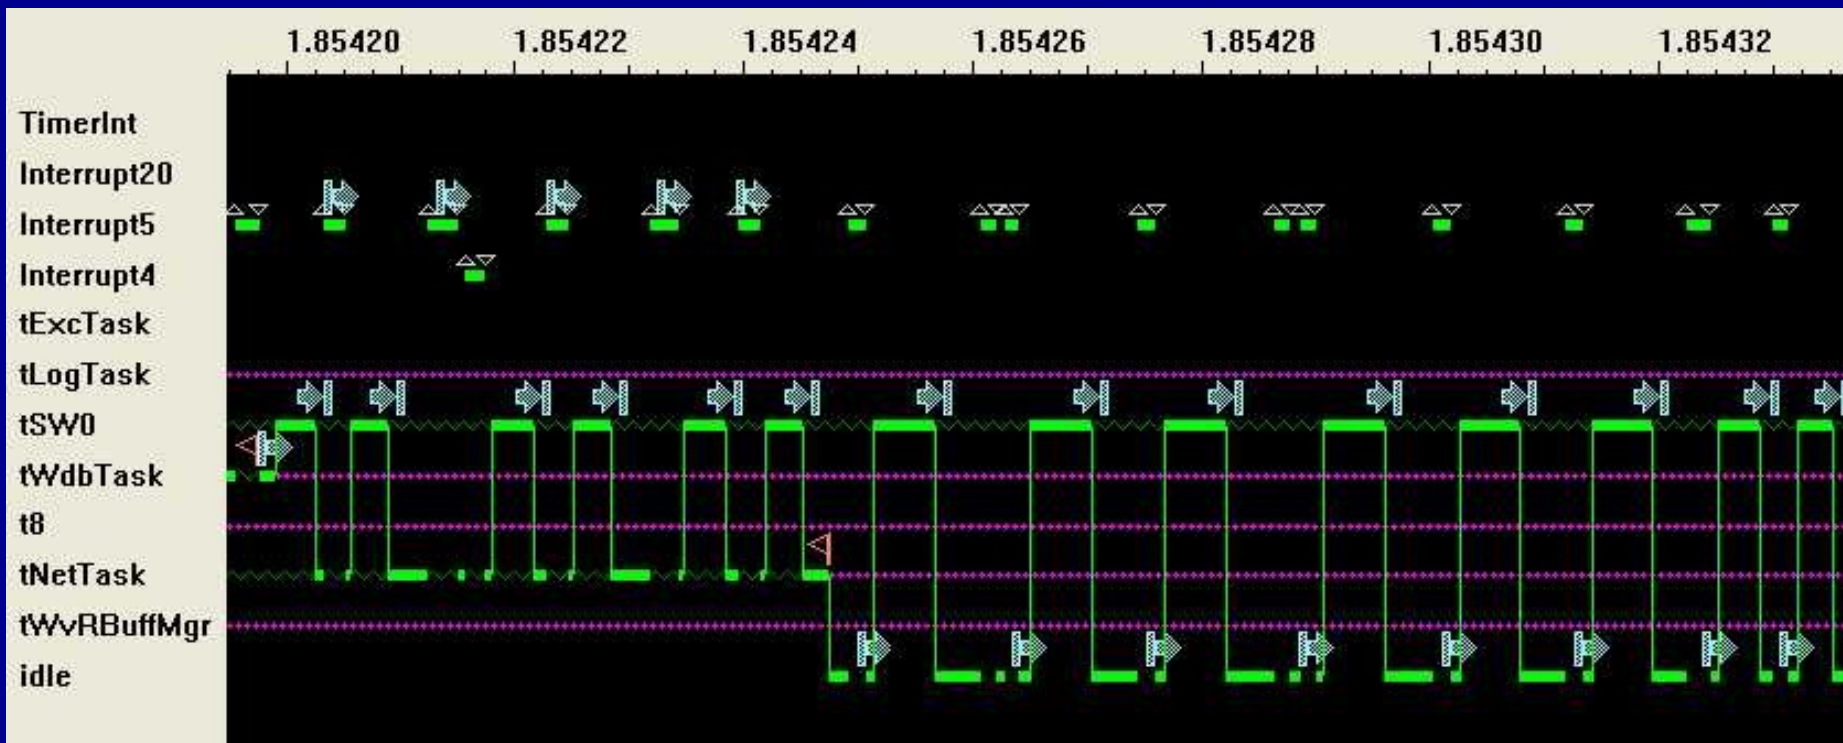 1.85420 1.85422 1.85424 1.85426 1.85428 1.85430 1.85432
TimerInt
Interrupt20
Interrupt5
Interrupt4
tExcTask
tLogTask
tSW0
tWdbTask
t8
tNetTask
tWvRBuffMgr
idle